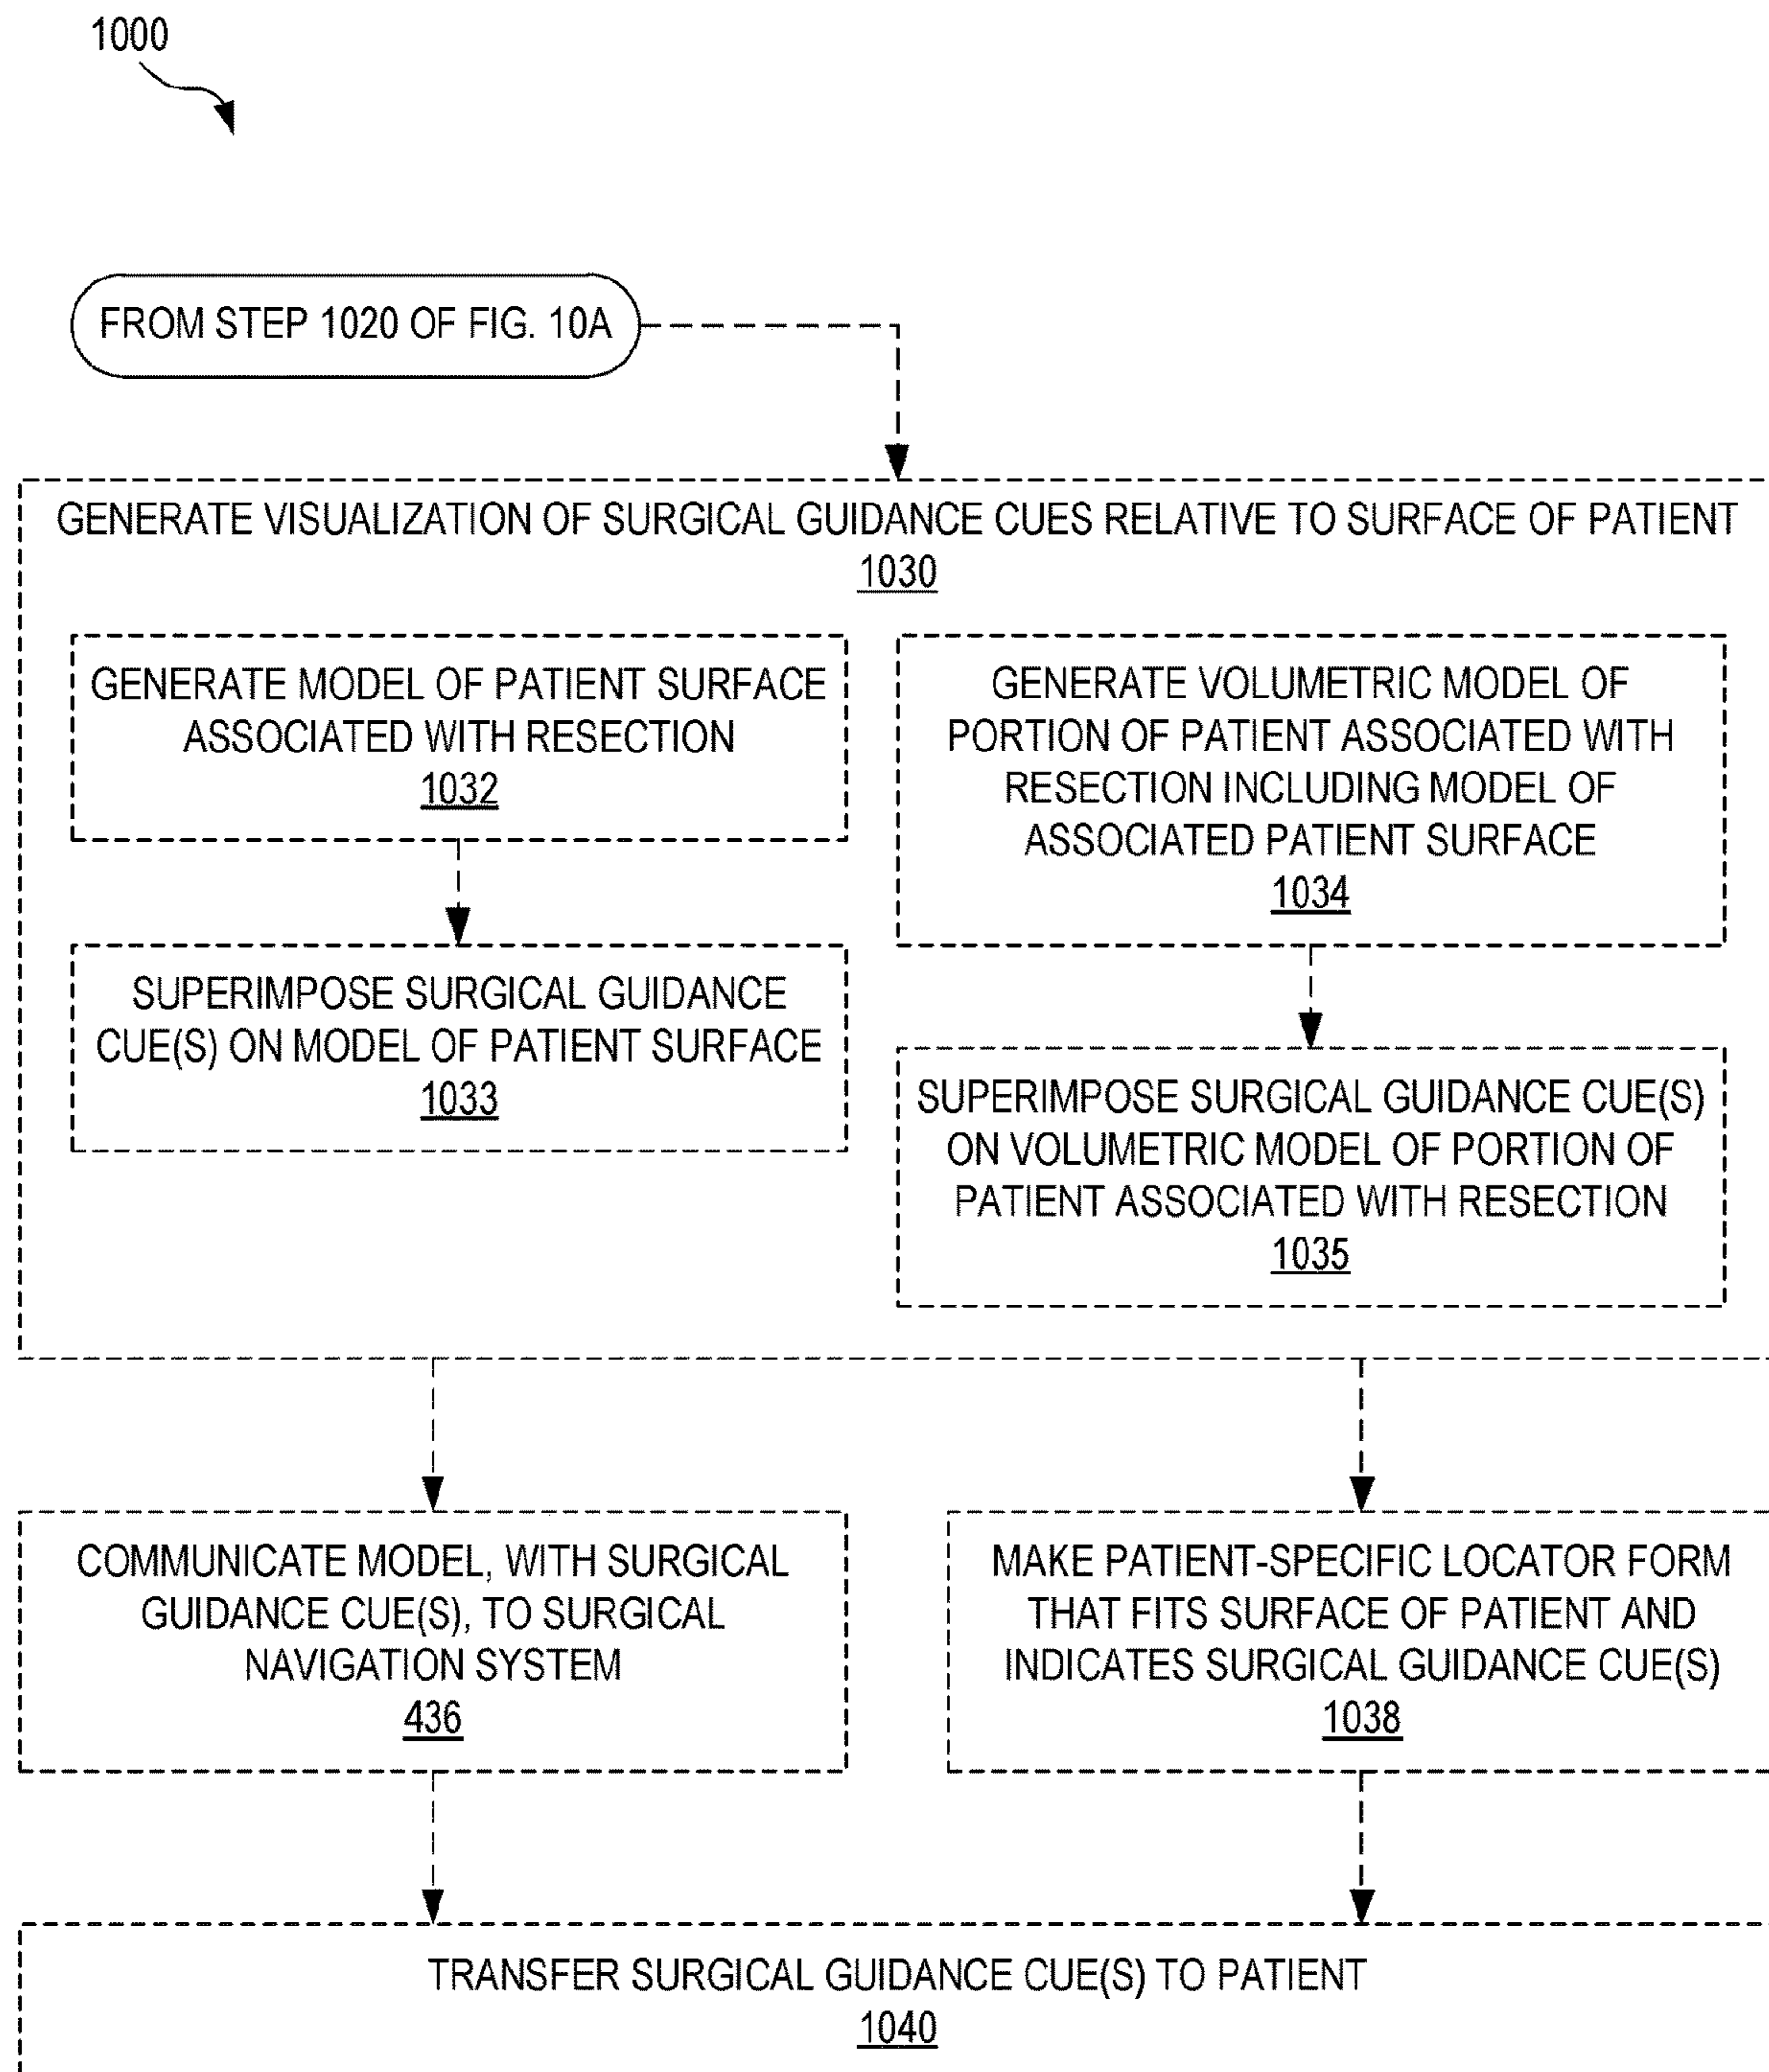 1000
FROM STEP 1020 OF FIG. 10A
GENERATE VISUALIZATION OF SURGICAL GUIDANCE CUES RELATIVE TO SURFACE OF PATIENT
1030
GENERATE MODEL OF PATIENT SURFACE
ASSOCIATED WITH RESECTION
1032
SUPERIMPOSE SURGICAL GUIDANCE
CUE(S) ON MODEL OF PATIENT SURFACE
1033
GENERATE VOLUMETRIC MODEL OF
PORTION OF PATIENT ASSOCIATED WITH
RESECTION INCLUDING MODEL OF
ASSOCIATED PATIENT SURFACE
1034
SUPERIMPOSE SURGICAL GUIDANCE CUE(S)
ON VOLUMETRIC MODEL OF PORTION OF
PATIENT ASSOCIATED WITH RESECTION
1035
COMMUNICATE MODEL, WITH SURGICAL
GUIDANCE CUE(S), TO SURGICAL
NAVIGATION SYSTEM
436
MAKE PATIENT-SPECIFIC LOCATOR FORM
THAT FITS SURFACE OF PATIENT AND
INDICATES SURGICAL GUIDANCE CUE(S)
1038
TRANSFER SURGICAL GUIDANCE CUE(S) TO PATIENT
1040